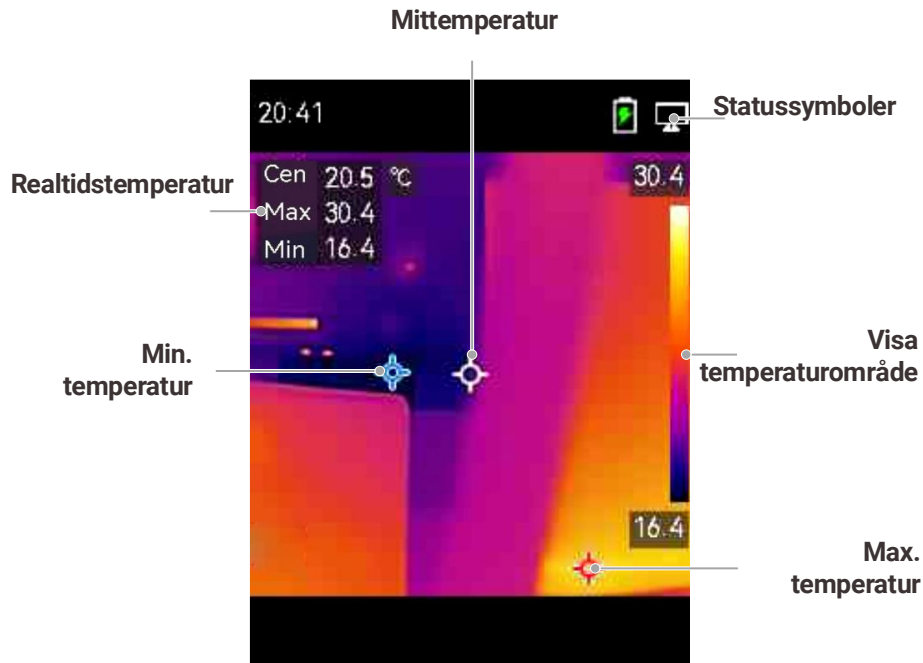 Mittemperatur
20:41
Statussymboler
Realtidstemperatur
Cen 20.5 °C
Max 30.4
Min 16.4
30.4
Min.
temperatur
Visa
temperaturområde
16.4
Max.
temperatur